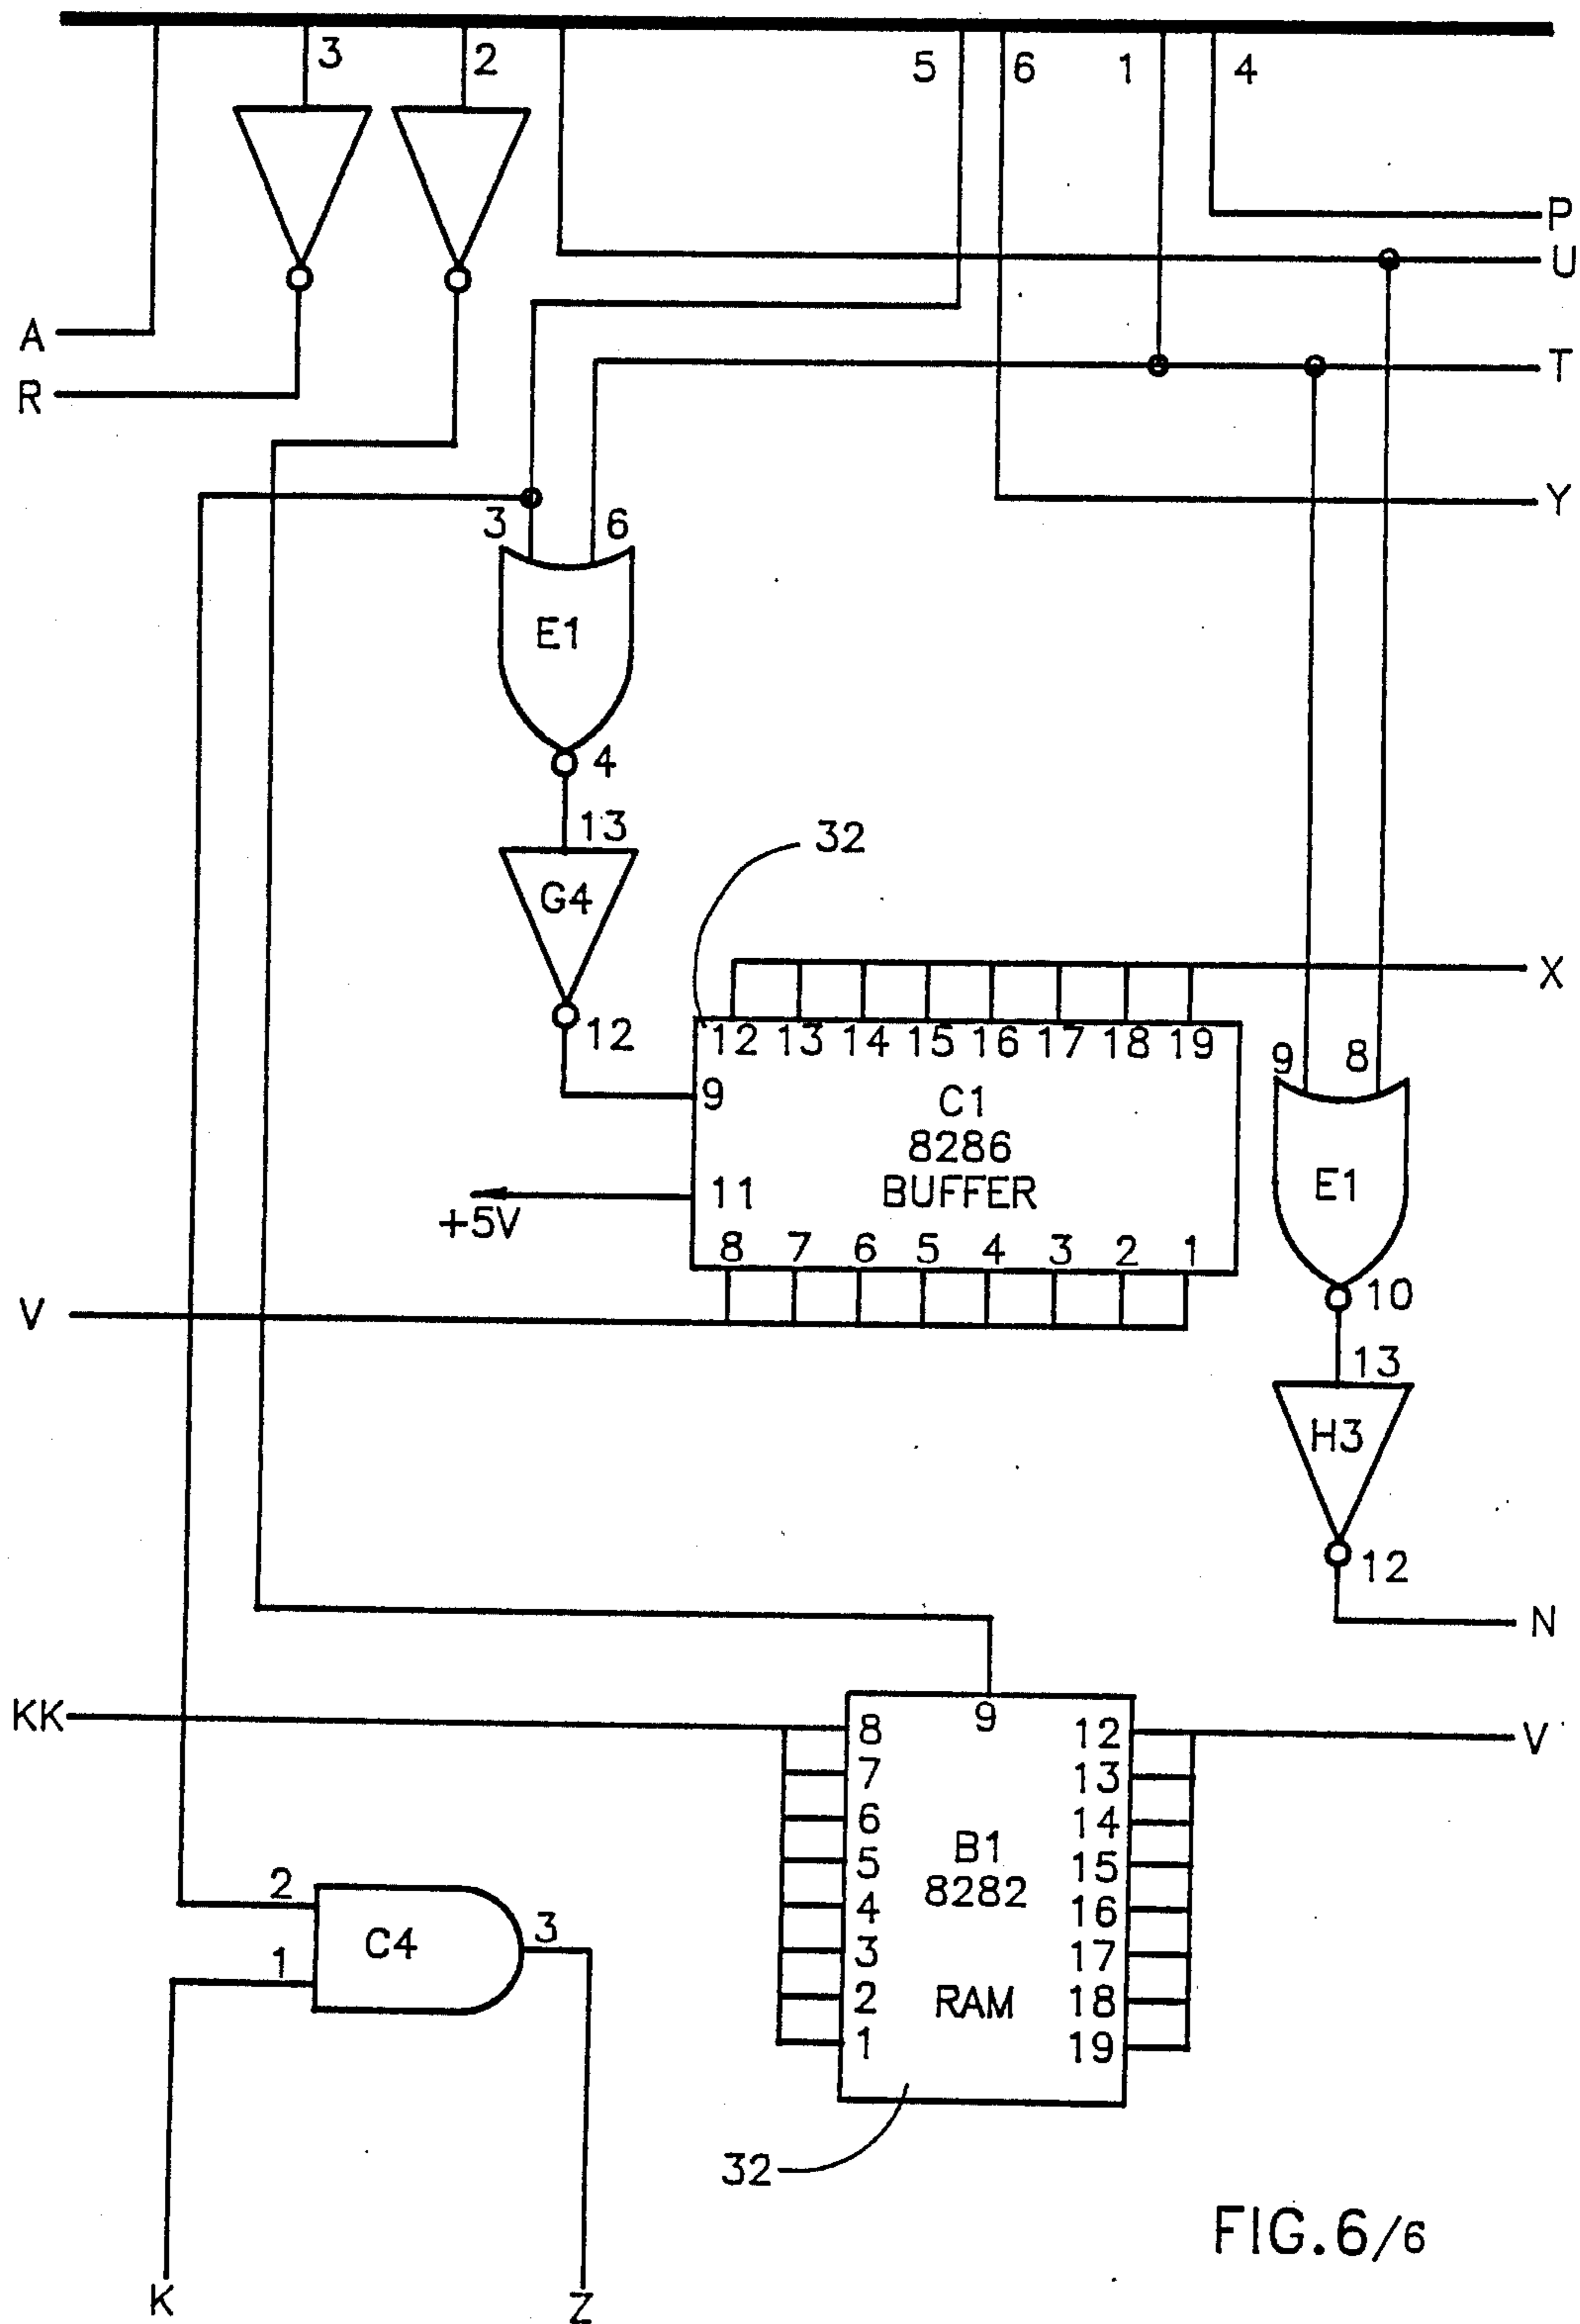 3 2 5 6 1 4
P
U
A
T
R
Y
3 6
E1
4
13
32
G4
X
12
12 13 14 15 16 17 18 19
9 8
9
C1
8286
BUFFER
E1
11
+5V
8 7 6 5 4 3 2 1
10
V
13
H3
12
N
KK
9
8 12
V
7 13
6 14
5 15
B1
8282
4 16
3 17
2 18
RAM
1 19
2
C4
3
1
32
FIG.6/6
K Z